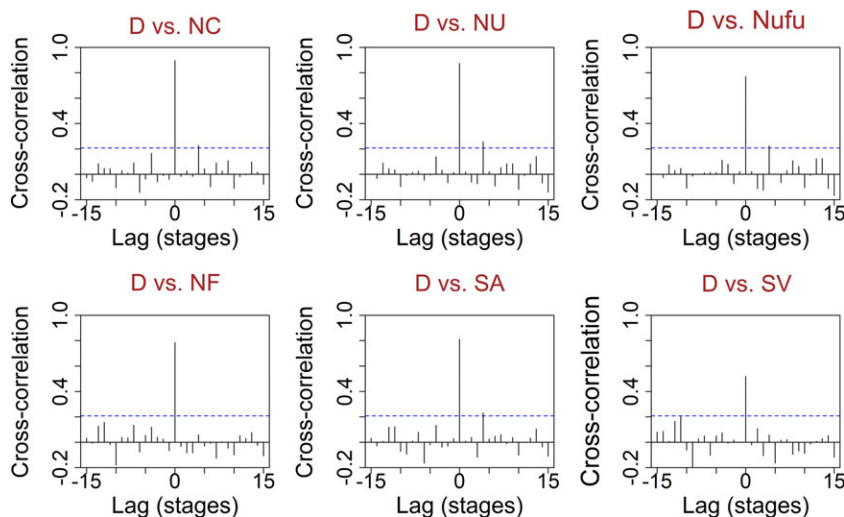 D vs. NC
D vs. NU
D vs. Nufu
Cross-correlation
1.0
0.4
-0.2
-15
0
15
Lag (stages)
Cross-correlation
1.0
0.4
-0.2
-15
0
15
Lag (stages)
Cross-correlation
1.0
0.4
-0.2
-15
0
15
Lag (stages)
D vs. NF
D vs. SA
D vs. SV
Cross-correlation
1.0
0.4
-0.2
-15
0
15
Lag (stages)
Cross-correlation
1.0
0.4
-0.2
-15
0
15
Lag (stages)
Cross-correlation
1.0
0.4
-0.2
-15
0
15
Lag (stages)